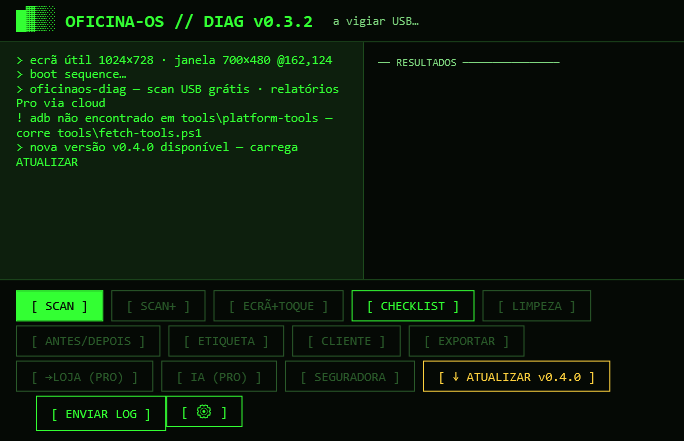 OFICINA-OS // DIAG v0.3.2 a vigiar USB…
> ecrã útil 1024×728 · janela 700×480 @162,124
> boot sequence…
> oficinaos-diag — scan USB grátis · relatórios
Pro via cloud
! adb não encontrado em tools\platform-tools —
corre tools\fetch-tools.ps1
> nova versão v0.4.0 disponível — carrega
ATUALIZAR
── RESULTADOS ────────────────
[ SCAN ] [ SCAN+ ] [ ECRÃ+TOQUE ] [ CHECKLIST ] [ LIMPEZA ]
[ ANTES/DEPOIS ] [ ETIQUETA ] [ CLIENTE ] [ EXPORTAR ]
[ →LOJA (PRO) ] [ IA (PRO) ] [ SEGURADORA ] [ ↓ ATUALIZAR v0.4.0 ]
[ ENVIAR LOG ] [ ⚙ ]